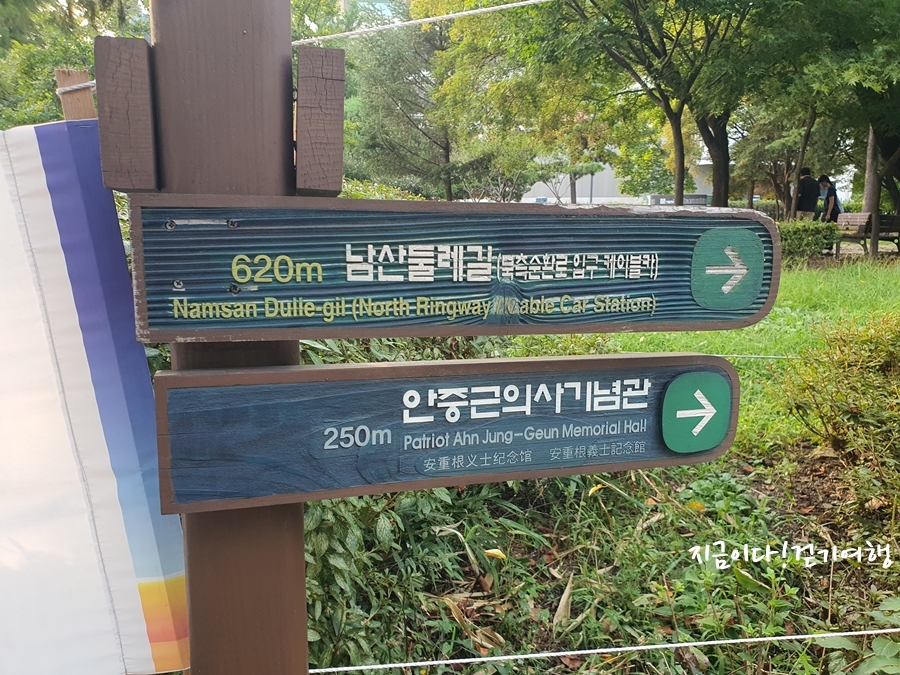 620m 남산둘레길(북측순환로 입구·케이블카)
Namsan Dulle-gil (North Ringway / Cable Car Station)
안중근의사기념관
250m Patriot Ahn Jung-Geun Memorial Hall
安重根义士纪念馆 安重根義士記念館
지금이다! 걷기여행